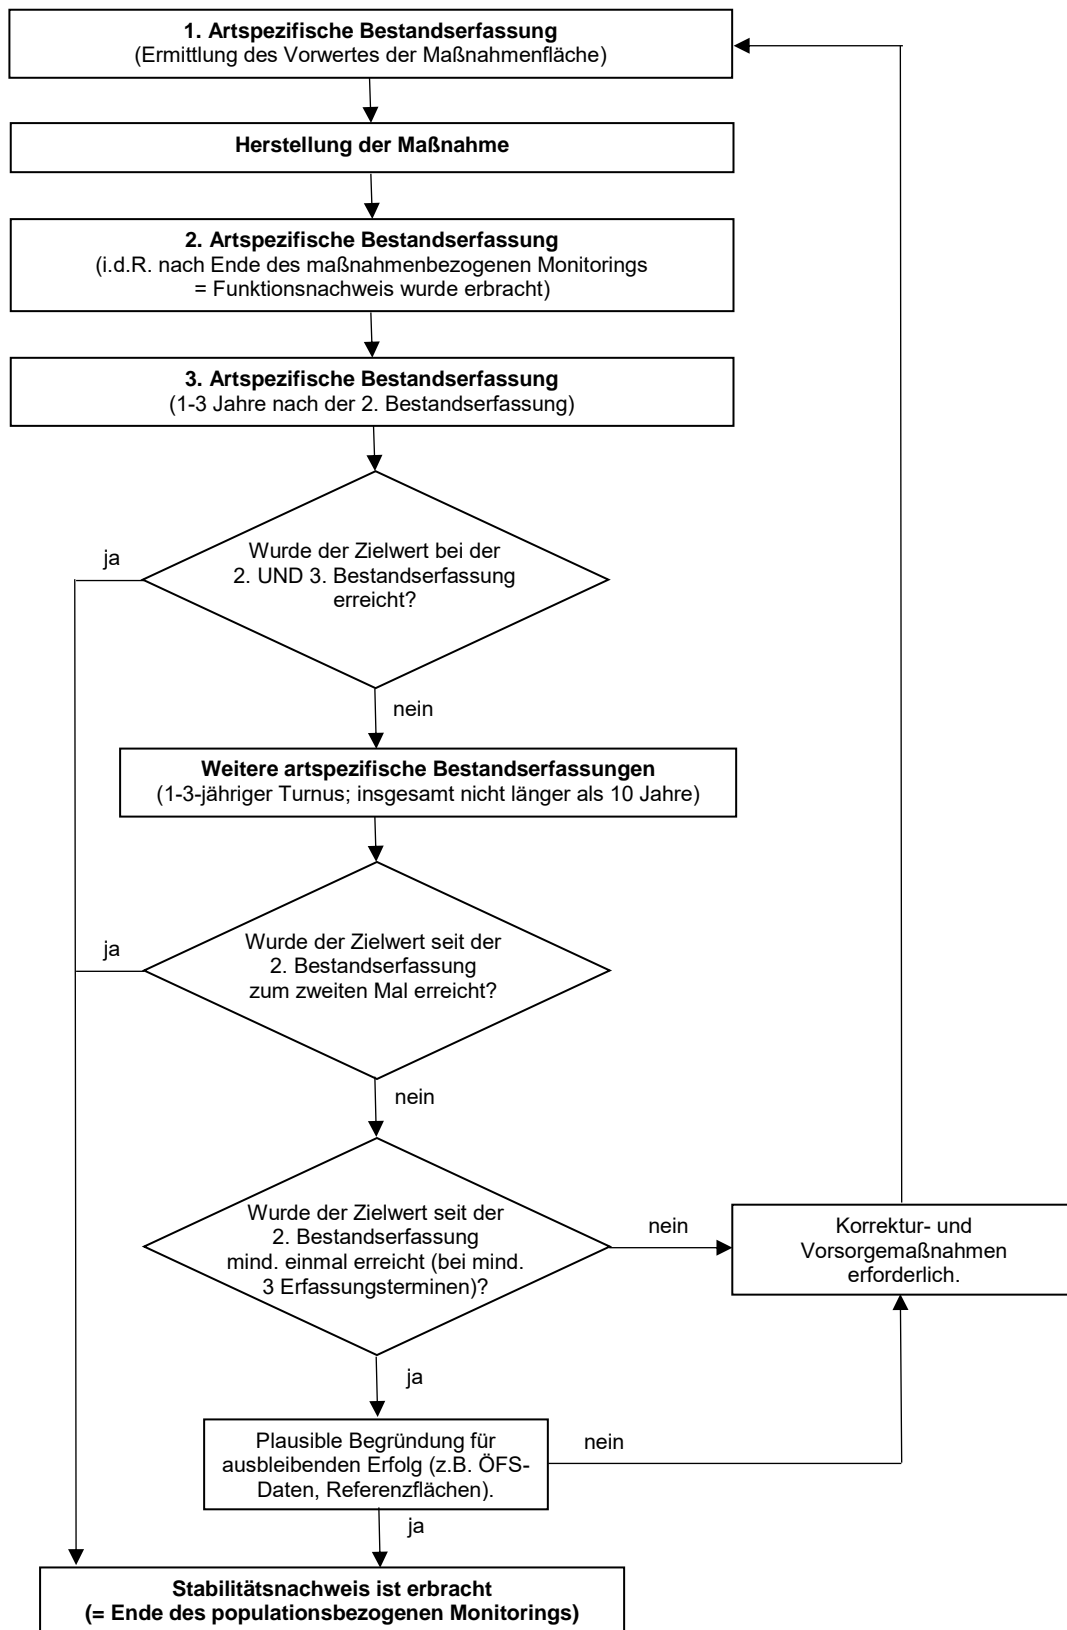 1. Artspezifische Bestandserfassung
(Ermittlung des Vorwertes der Maßnahmenfläche)
Herstellung der Maßnahme
2. Artspezifische Bestandserfassung
(i.d.R. nach Ende des maßnahmenbezogenen Monitorings
= Funktionsnachweis wurde erbracht)
3. Artspezifische Bestandserfassung
(1-3 Jahre nach der 2. Bestandserfassung)
ja
Wurde der Zielwert bei der
2. UND 3. Bestandserfassung
erreicht?
nein
Weitere artspezifische Bestandserfassungen
(1-3-jähriger Turnus; insgesamt nicht länger als 10 Jahre)
ja
Wurde der Zielwert seit der
2. Bestandserfassung
zum zweiten Mal erreicht?
nein
Wurde der Zielwert seit der
2. Bestandserfassung
mind. einmal erreicht (bei mind.
3 Erfassungsterminen)?
nein
Korrektur- und
Vorsorgemaßnahmen
erforderlich.
ja
Plausible Begründung für
ausbleibenden Erfolg (z.B. ÖFS-
Daten, Referenzflächen).
nein
ja
Stabilitätsnachweis ist erbracht
(= Ende des populationsbezogenen Monitorings)